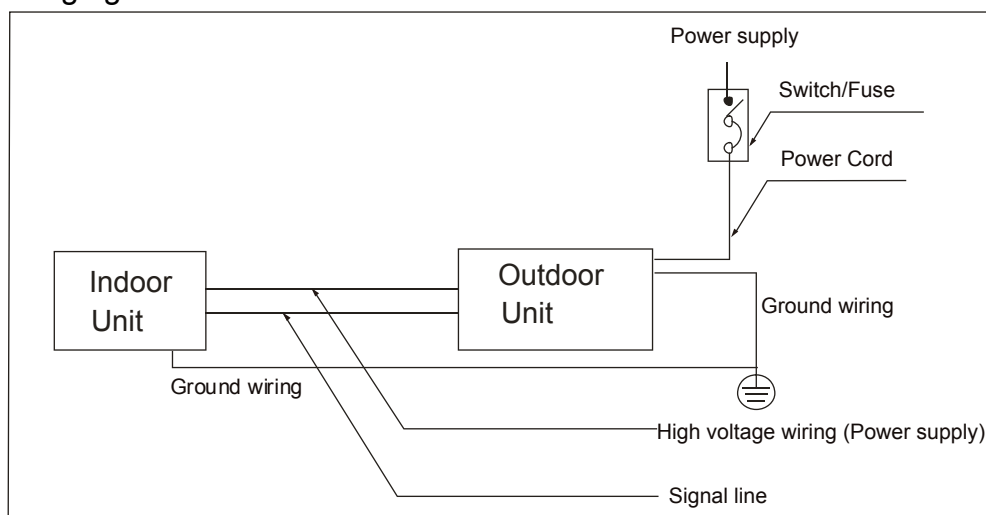 Power supply
Switch/Fuse
Power Cord
Indoor
Unit
Outdoor
Unit
Ground wiring
Ground wiring
High voltage wiring (Power supply)
Signal line